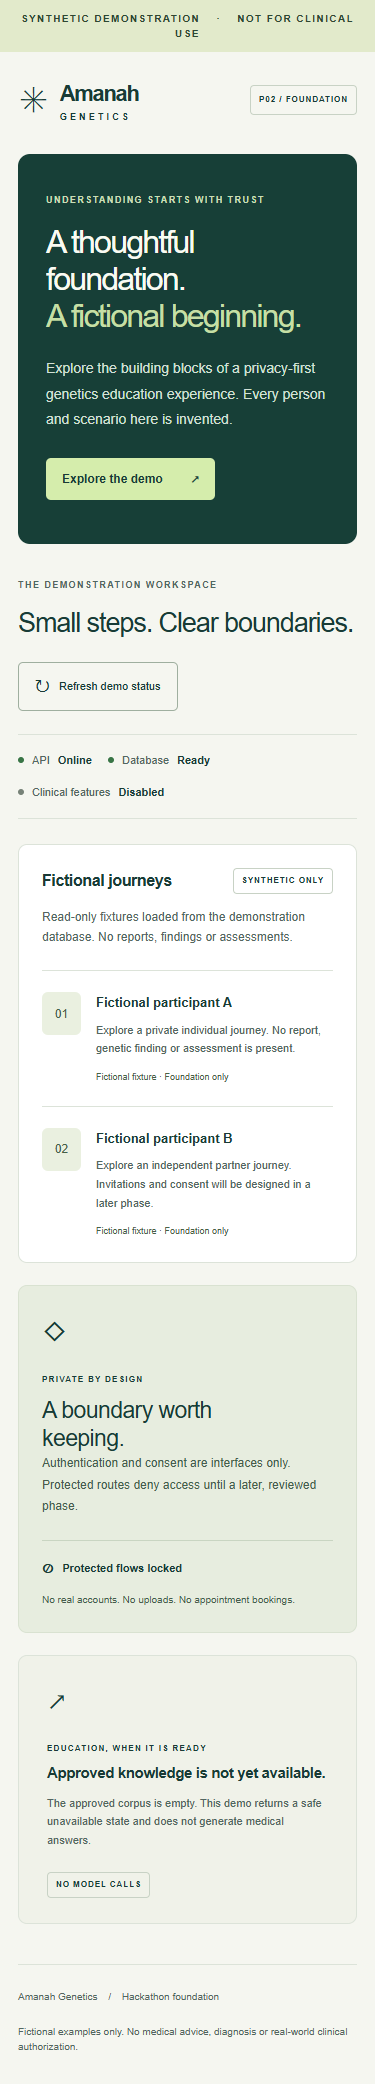 SYNTHETIC DEMONSTRATION · NOT FOR CLINICAL
USE
Amanah
GENETICS
P02 / FOUNDATION
UNDERSTANDING STARTS WITH TRUST
A thoughtful
foundation.
A fictional beginning.
Explore the building blocks of a privacy-first
genetics education experience. Every person
and scenario here is invented.
Explore the demo ↗
THE DEMONSTRATION WORKSPACE
Small steps. Clear boundaries.
↻ Refresh demo status
API Online Database Ready
Clinical features Disabled
Fictional journeys
SYNTHETIC ONLY
Read-only fixtures loaded from the demonstration
database. No reports, findings or assessments.
01
Fictional participant A
Explore a private individual journey. No report,
genetic finding or assessment is present.
Fictional fixture · Foundation only
02
Fictional participant B
Explore an independent partner journey.
Invitations and consent will be designed in a
later phase.
Fictional fixture · Foundation only
PRIVATE BY DESIGN
A boundary worth
keeping.
Authentication and consent are interfaces only.
Protected routes deny access until a later, reviewed
phase.
Protected flows locked
No real accounts. No uploads. No appointment bookings.
EDUCATION, WHEN IT IS READY
Approved knowledge is not yet available.
The approved corpus is empty. This demo returns a safe
unavailable state and does not generate medical
answers.
NO MODEL CALLS
Amanah Genetics / Hackathon foundation
Fictional examples only. No medical advice, diagnosis or real-world clinical
authorization.